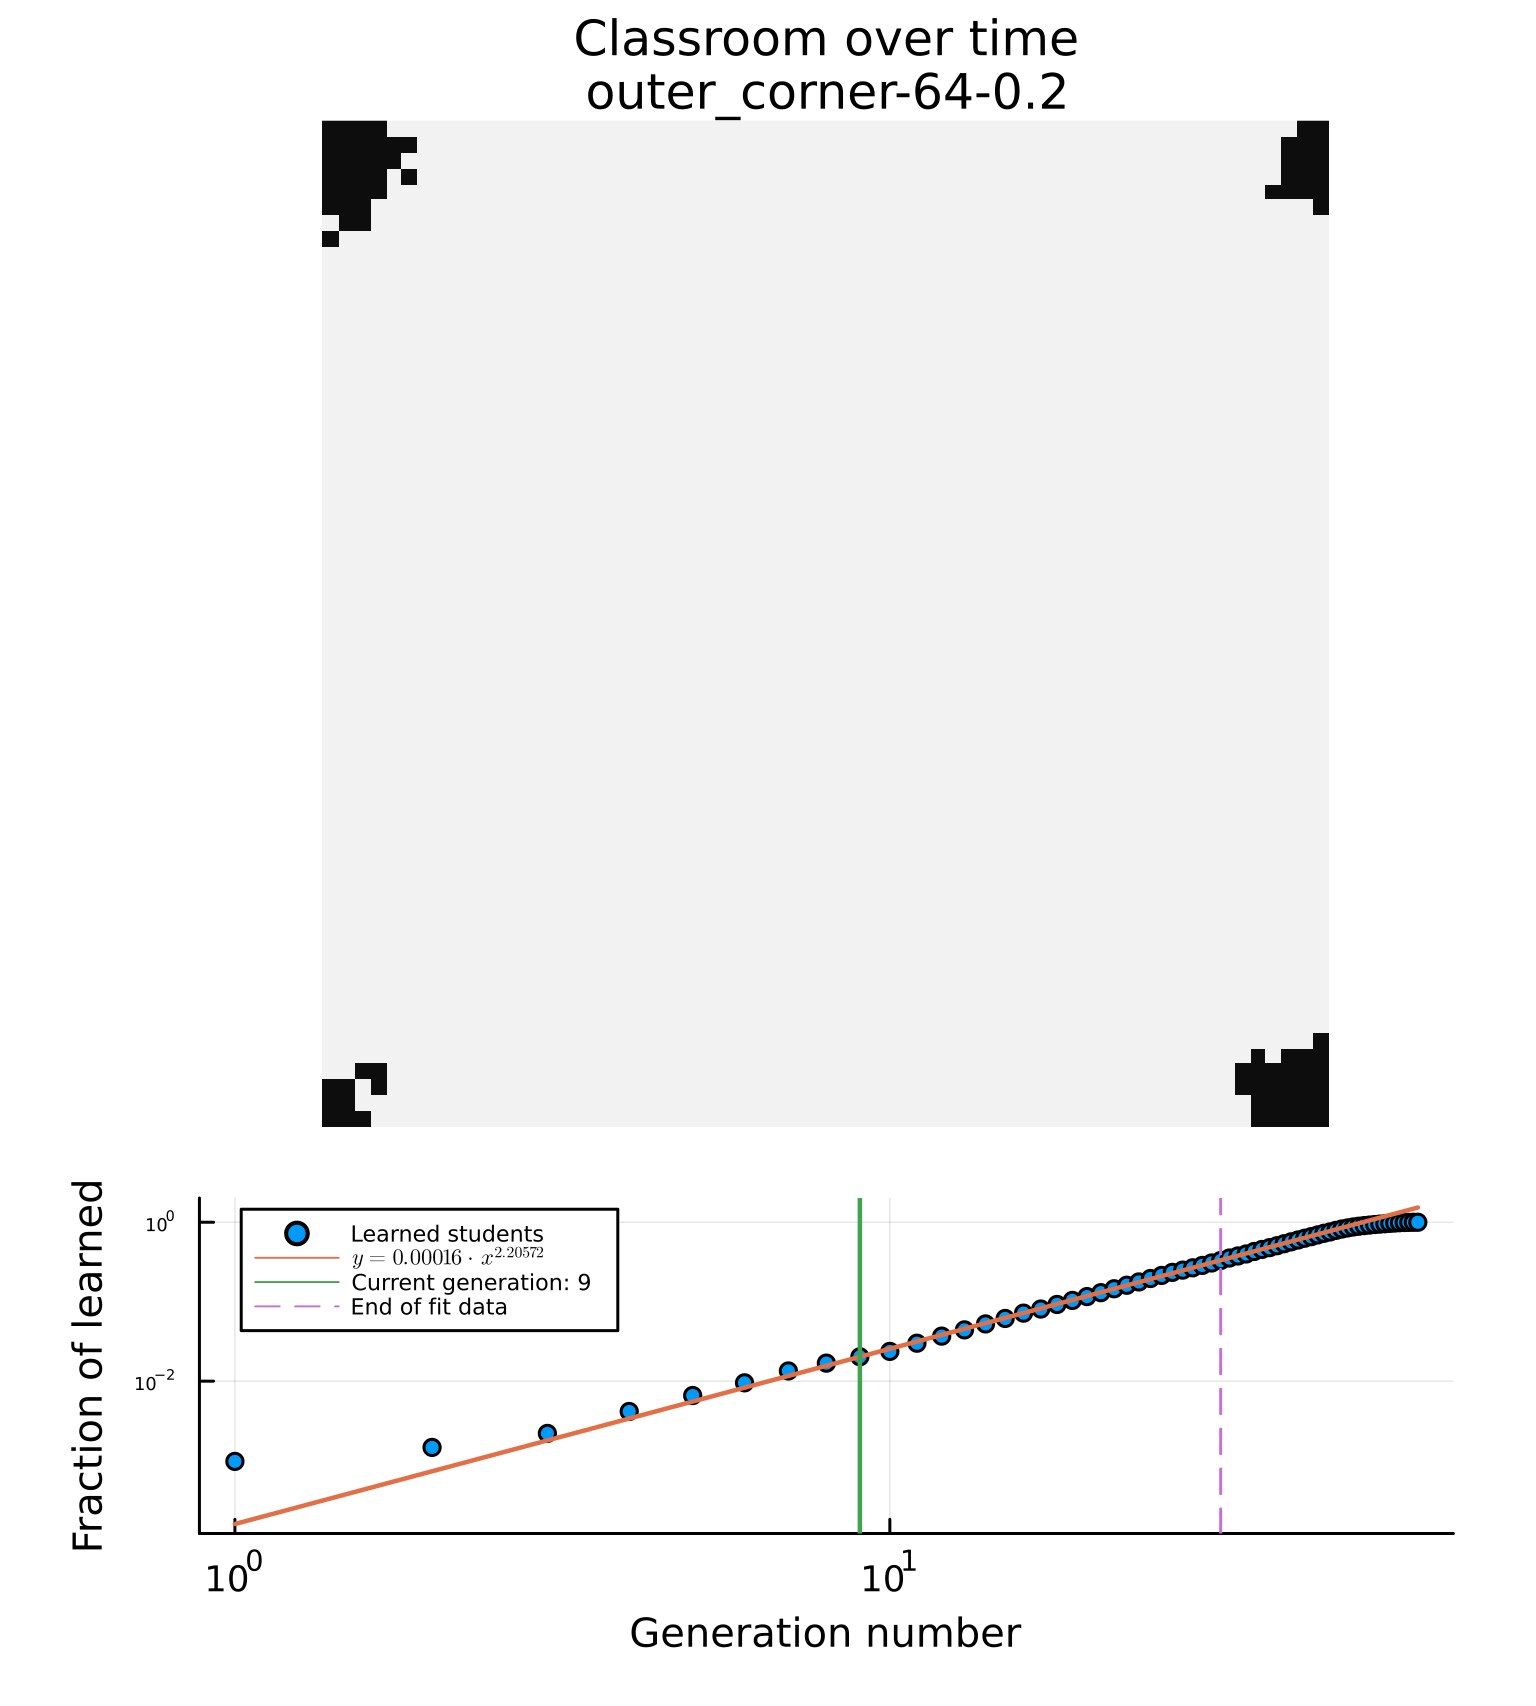 Classroom over time
outer_corner-64-0.2
Fraction of learned
10⁰
10⁻²
Learned students
y = 0.00016 · x^{2.20572}
Current generation: 9
End of fit data
10⁰ 10¹
Generation number